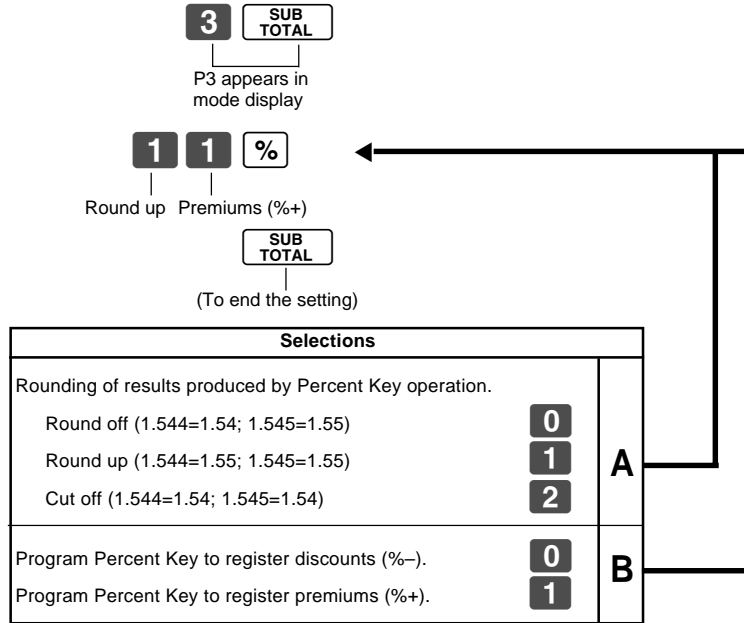 3 SUB TOTAL
P3 appears in
mode display
1 1 %
Round up Premiums (%+)
SUB
TOTAL
(To end the setting)
Selections
Rounding of results produced by Percent Key operation.
Round off (1.544=1.54; 1.545=1.55) 0
Round up (1.544=1.55; 1.545=1.55) 1
Cut off (1.544=1.54; 1.545=1.54) 2
A
Program Percent Key to register discounts (%–). 0
Program Percent Key to register premiums (%+). 1
B